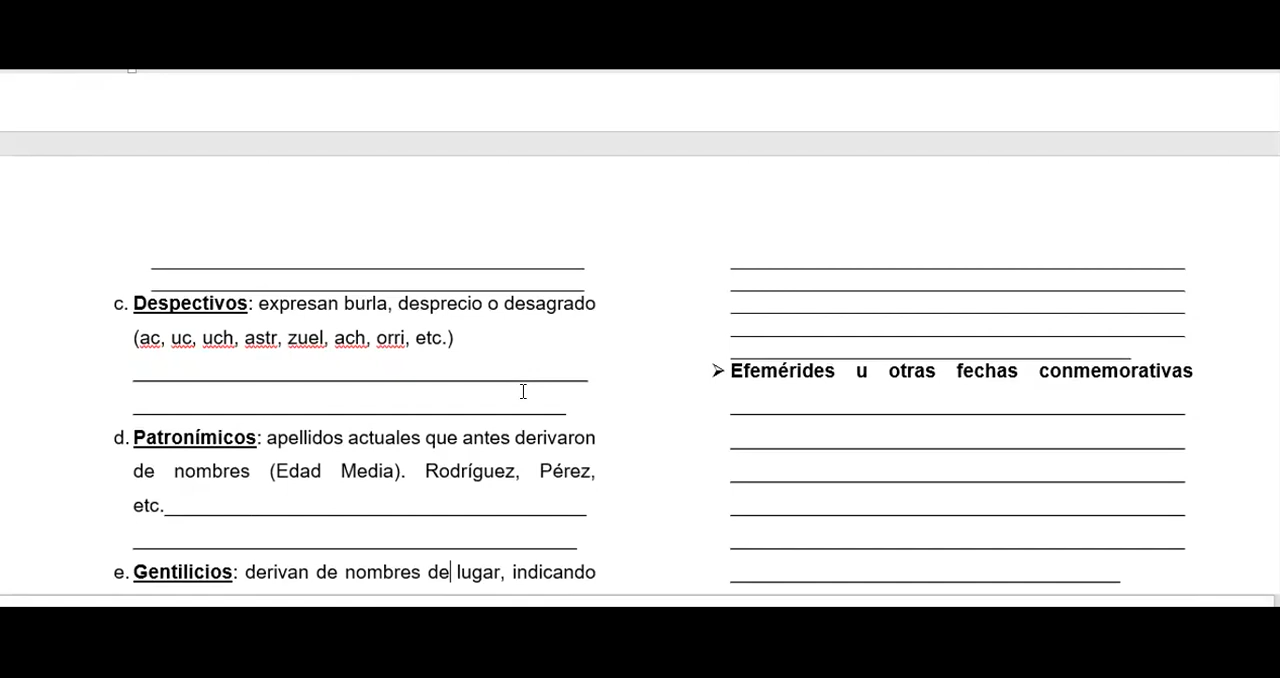 c. Despectivos: expresan burla, desprecio o desagrado
(ac, uc, uch, astr, zuel, ach, orri, etc.)
d. Patronímicos: apellidos actuales que antes derivaron
de nombres (Edad Media). Rodríguez, Pérez,
etc.
e. Gentilicios: derivan de nombres de lugar, indicando
➢ Efemérides u otras fechas conmemorativas